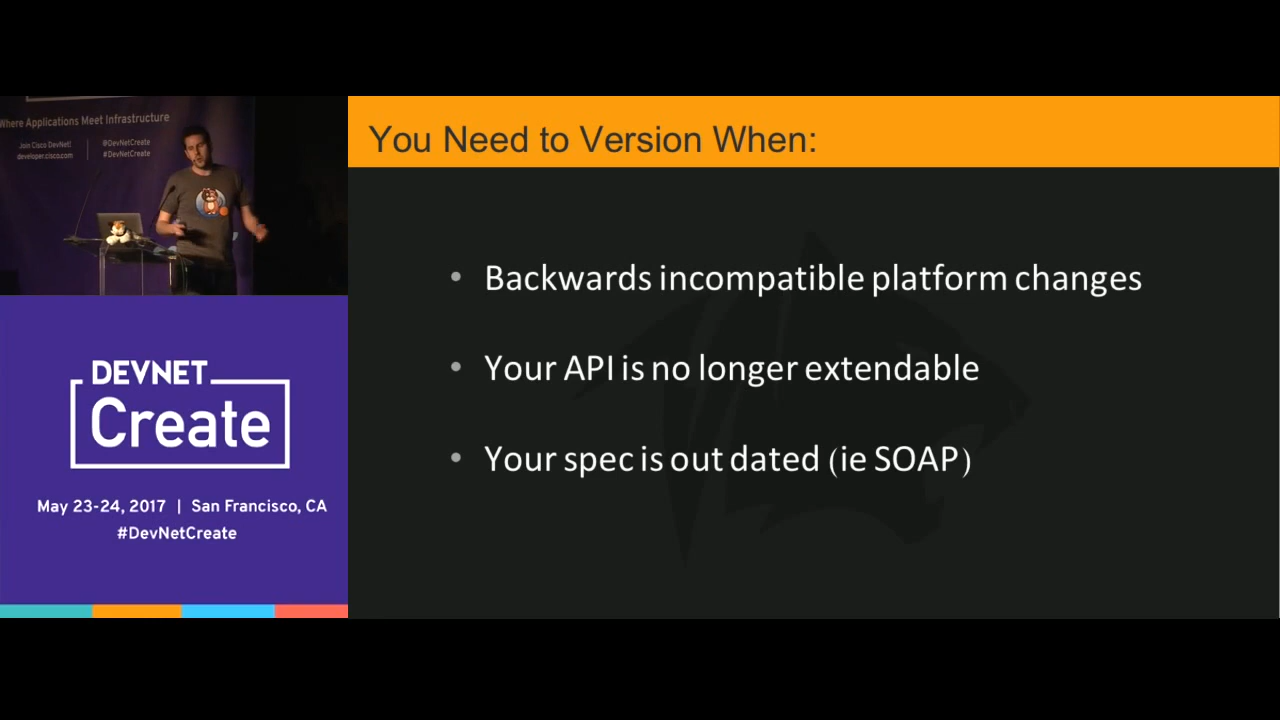 Where Applications Meet Infrastructure
Join Cisco DevNet!
developer.cisco.com
@DevNetCreate
#DevNetCreate
DEVNET
Create
May 23-24, 2017 | San Francisco, CA
#DevNetCreate
You Need to Version When:
• Backwards incompatible platform changes
• Your API is no longer extendable
• Your spec is out dated (ie SOAP)